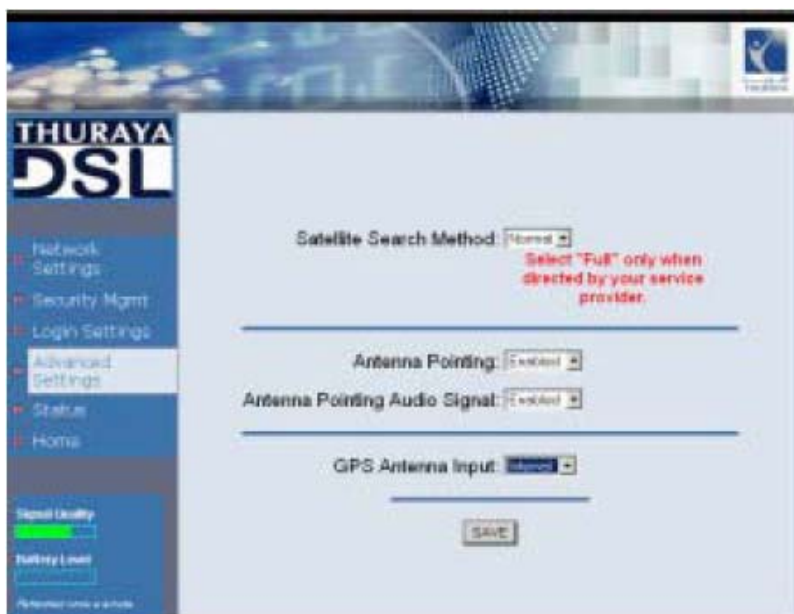 THURAYA
DSL
Network
Settings
Security Mgmt
Login Settings
Advanced
Settings
Status
Home
Signal Quality
Battery Level
Satellite Search Method: Normal
Select "Full" only when
directed by your service
provider.
Antenna Pointing: Enabled
Antenna Pointing Audio Signal: Enabled
GPS Antenna Input:
SAVE